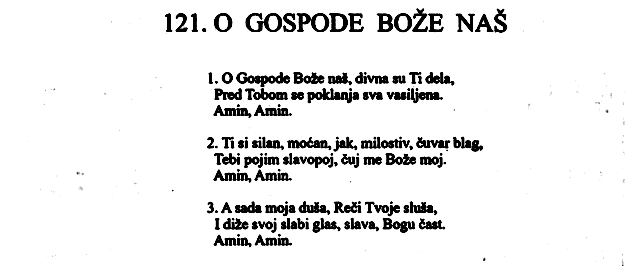 121. O GOSPODE BOŽE NAŠ
1. O Gospode Bože naš, divna su Ti dela,
Pred Tobom se poklanja sva vasiljena.
Amin, Amin.
2. Ti si silan, moćan, jak, milostiv, čuvar blag,
Tebi pojim slavopoj, čuj me Bože moj.
Amin, Amin.
3. A sada moja duša, Reči Tvoje sluša,
I diže svoj slabi glas, slava, Bogu čast.
Amin, Amin.